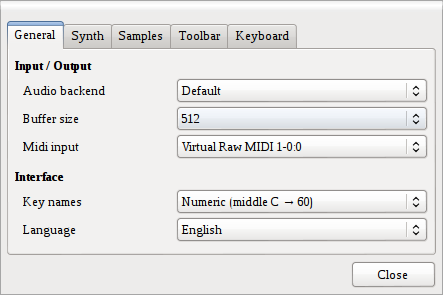 General Synth Samples Toolbar Keyboard
Input / Output
Audio backend Default
Buffer size 512
Midi input Virtual Raw MIDI 1-0:0
Interface
Key names Numeric (middle C → 60)
Language English
Close